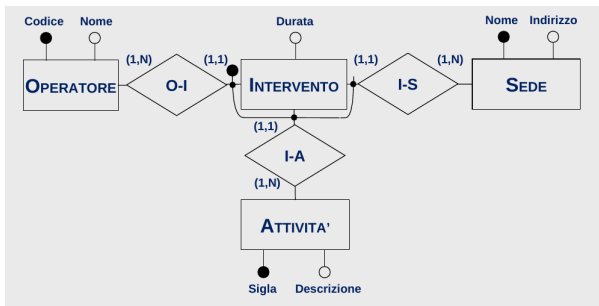 Codice Nome Durata Nome Indirizzo
(1,N) (1,1) (1,1) (1,N)
OPERATORE O-I INTERVENTO I-S SEDE
(1,1)
I-A
(1,N)
ATTIVITA'
Sigla Descrizione